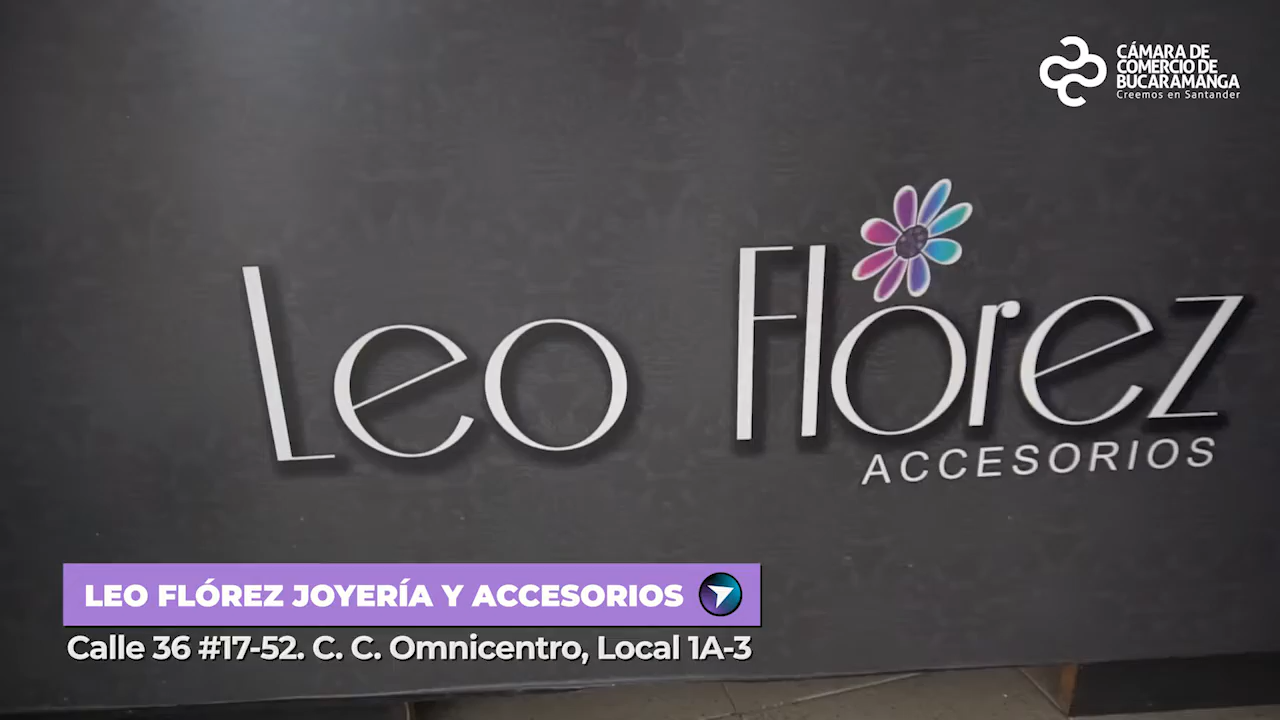 CÁMARA DE
COMERCIO DE
BUCARAMANGA
Creemos en Santander
Leo Flórez
ACCESORIOS
LEO FLÓREZ JOYERÍA Y ACCESORIOS
Calle 36 #17-52. C. C. Omnicentro, Local 1A-3